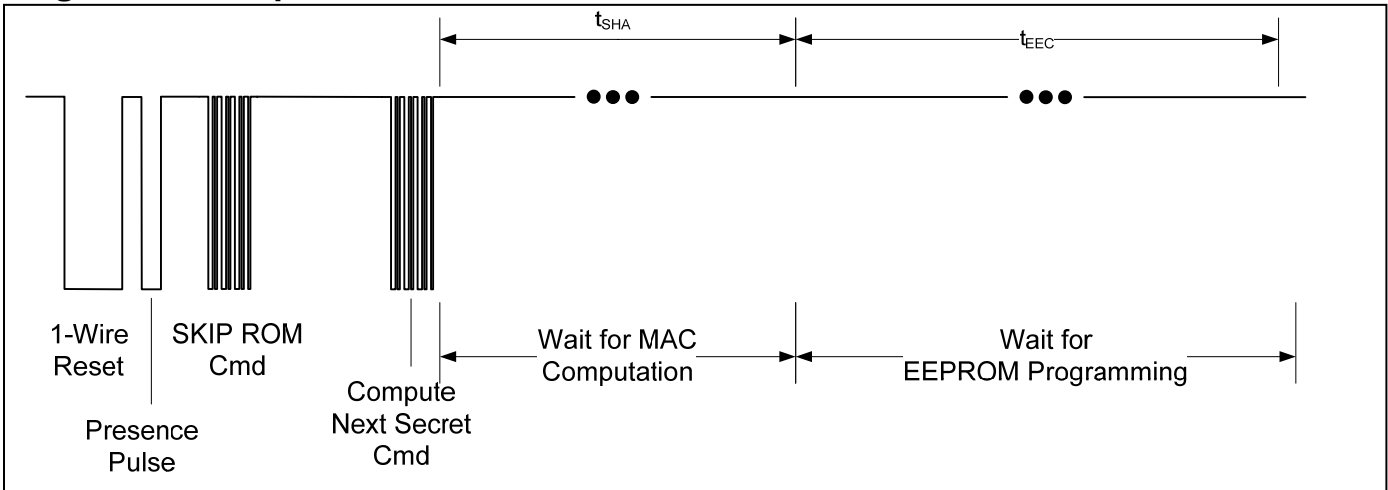 tSHA
tEEC
1-Wire
Reset
SKIP ROM
Cmd
Wait for MAC
Computation
Wait for
EEPROM Programming
Compute
Next Secret
Cmd
Presence
Pulse